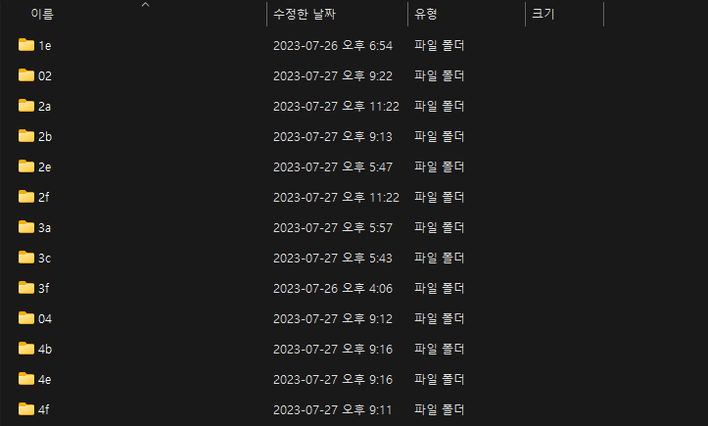 이름 수정한 날짜 유형 크기
1e 2023-07-26 오후 6:54 파일 폴더
02 2023-07-27 오후 9:22 파일 폴더
2a 2023-07-27 오후 11:22 파일 폴더
2b 2023-07-27 오후 9:13 파일 폴더
2e 2023-07-27 오후 5:47 파일 폴더
2f 2023-07-27 오후 11:22 파일 폴더
3a 2023-07-27 오후 5:57 파일 폴더
3c 2023-07-27 오후 5:43 파일 폴더
3f 2023-07-26 오후 4:06 파일 폴더
04 2023-07-27 오후 9:12 파일 폴더
4b 2023-07-27 오후 9:16 파일 폴더
4e 2023-07-27 오후 9:16 파일 폴더
4f 2023-07-27 오후 9:11 파일 폴더